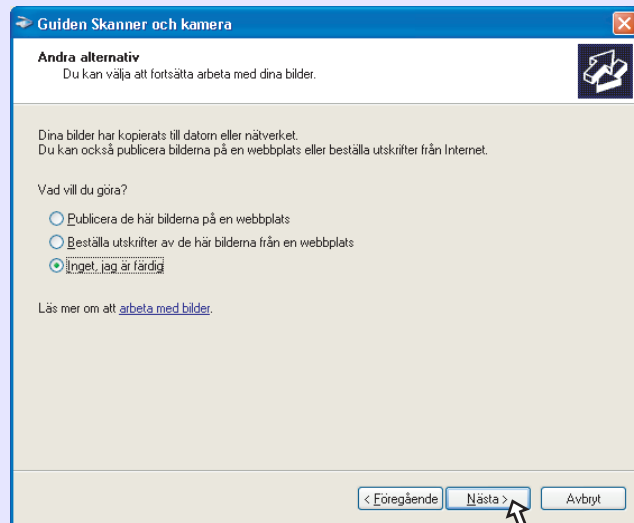 Guiden Skanner och kamera
Andra alternativ
Du kan välja att fortsätta arbeta med dina bilder.
Dina bilder har kopierats till datorn eller nätverket.
Du kan också publicera bilderna på en webbplats eller beställa utskrifter från Internet.
Vad vill du göra?
Publicera de här bilderna på en webbplats
Beställa utskrifter av de här bilderna från en webbplats
Inget, jag är färdig
Läs mer om att arbeta med bilder.
< Föregående Nästa > Avbryt